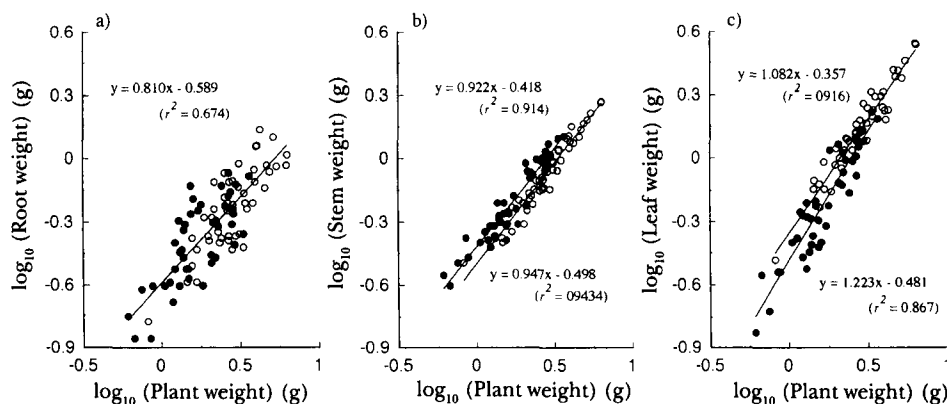 a)
0.6
0.3
0
-0.3
-0.6
-0.9
log10 (Root weight) (g)
y = 0.810x - 0.589
(r2 = 0.674)
-0.5
0
0.5
1
log10 (Plant weight) (g)
b)
0.6
0.3
0
-0.3
-0.6
-0.9
log10 (Stem weight) (g)
y = 0.922x - 0.418
(r2 = 0.914)
y = 0.947x - 0.498
(r2 = 09434)
-0.5
0
0.5
1
log10 (Plant weight) (g)
c)
0.6
0.3
0
-0.3
-0.6
-0.9
log10 (Leaf weight) (g)
y = 1.082x - 0.357
(r2 = 0916)
y = 1.223x - 0.481
(r2 = 0.867)
-0.5
0
0.5
1
log10 (Plant weight) (g)